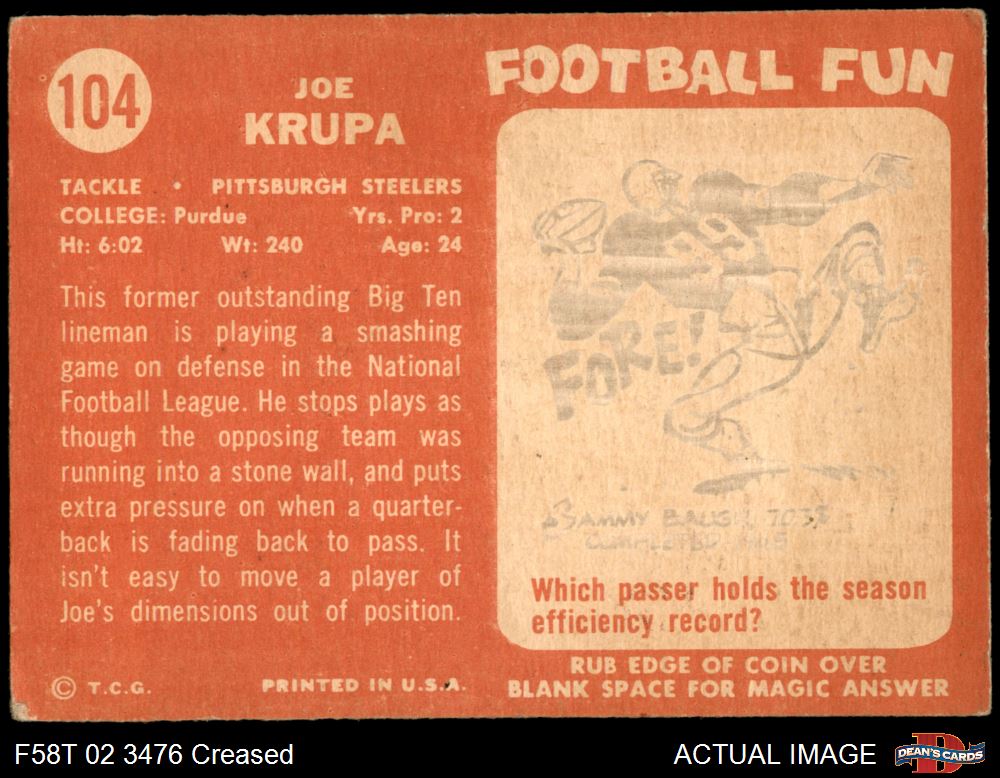 104
JOE
KRUPA
TACKLE • PITTSBURGH STEELERS
COLLEGE: Purdue Yrs. Pro: 2
Ht: 6:02 Wt: 240 Age: 24
This former outstanding Big Ten
lineman is playing a smashing
game on defense in the National
Football League. He stops plays as
though the opposing team was
running into a stone wall, and puts
extra pressure on when a quarter-
back is fading back to pass. It
isn't easy to move a player of
Joe's dimensions out of position.
© T.C.G. PRINTED IN U.S.A.
FOOTBALL FUN
99
FORE!
SAMMY BAUGH
COMPLETED
Which passer holds the season
efficiency record?
RUB EDGE OF COIN OVER
BLANK SPACE FOR MAGIC ANSWER
F58T 02 3476 Creased
ACTUAL IMAGE
DEAN'S CARDS